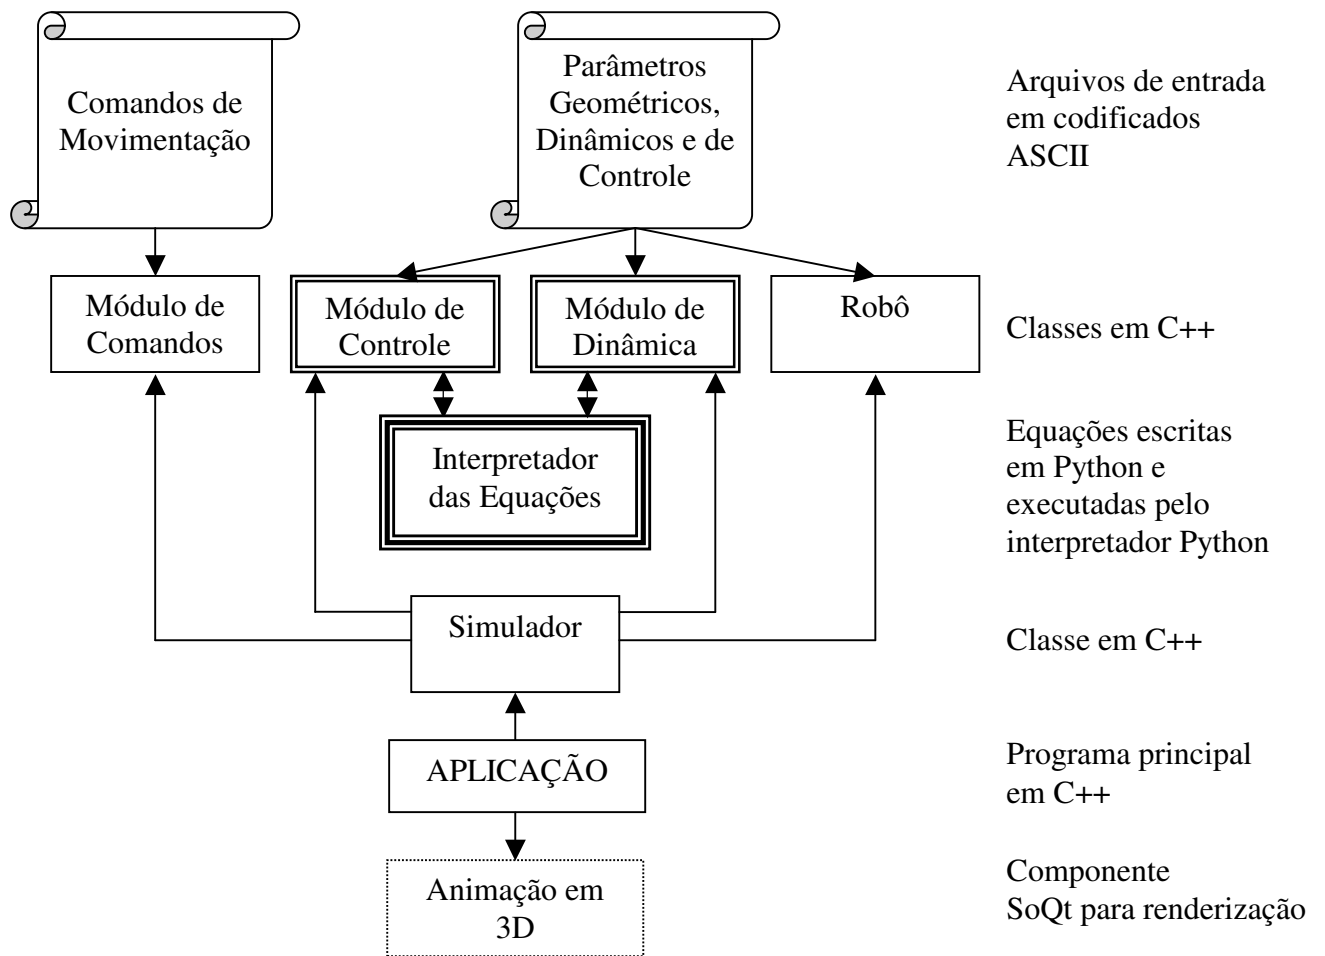 Comandos de
Movimentação
Parâmetros
Geométricos,
Dinâmicos e de
Controle
Arquivos de entrada
em codificados
ASCII
Módulo de
Comandos
Módulo de
Controle
Módulo de
Dinâmica
Robô
Classes em C++
Interpretador
das Equações
Equações escritas
em Python e
executadas pelo
interpretador Python
Simulador
Classe em C++
APLICAÇÃO
Programa principal
em C++
Animação em
3D
Componente
SoQt para renderização